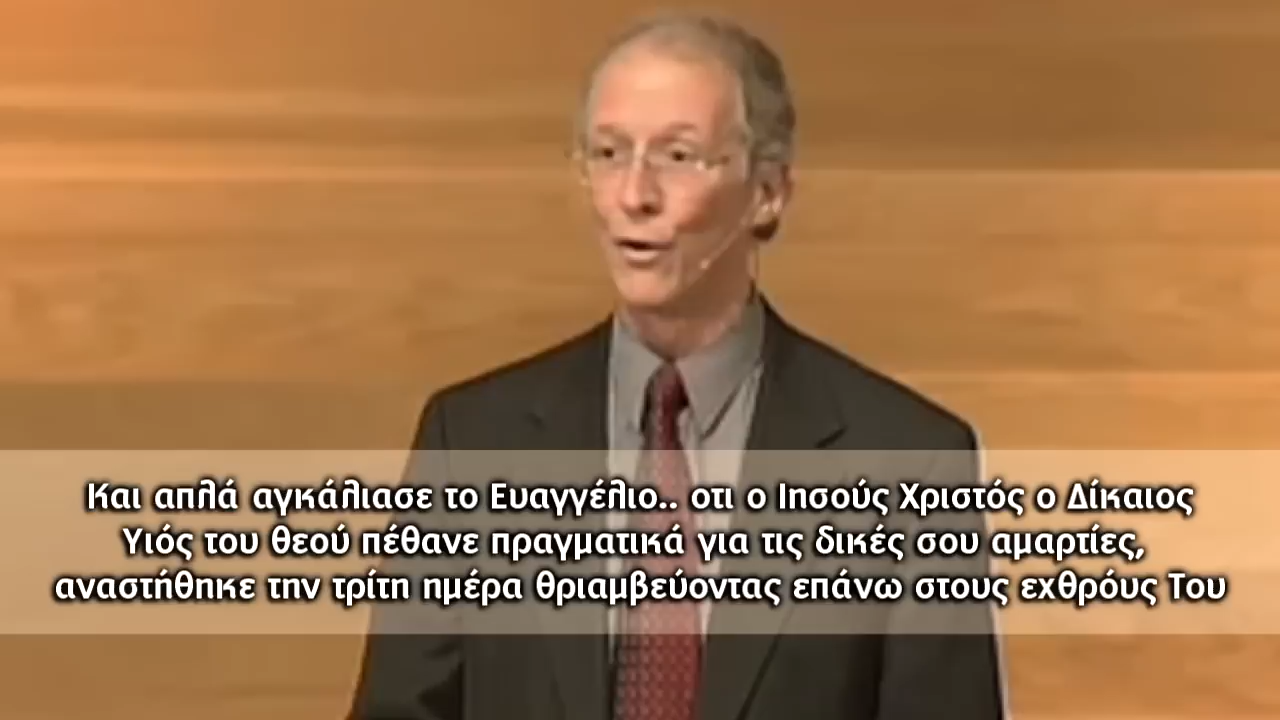 Και απλά αγκάλιασε το Ευαγγέλιο.. οτι ο Ιησούς Χριστός ο Δίκαιος
Υιός του θεού πέθανε πραγματικά για τις δικές σου αμαρτίες,
αναστήθηκε την τρίτη ημέρα θριαμβεύοντας επάνω στους εχθρούς Του